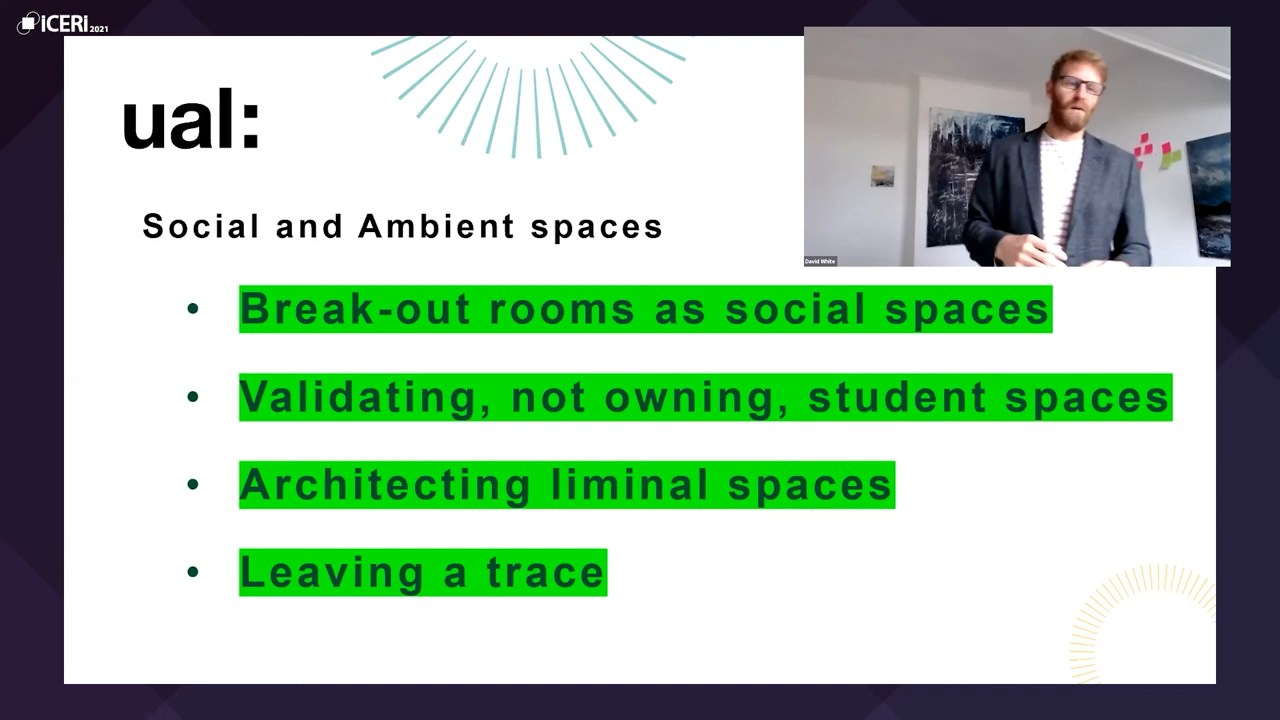 iCERi 2021
ual:
David White
Social and Ambient spaces
• Break-out rooms as social spaces
• Validating, not owning, student spaces
• Architecting liminal spaces
• Leaving a trace